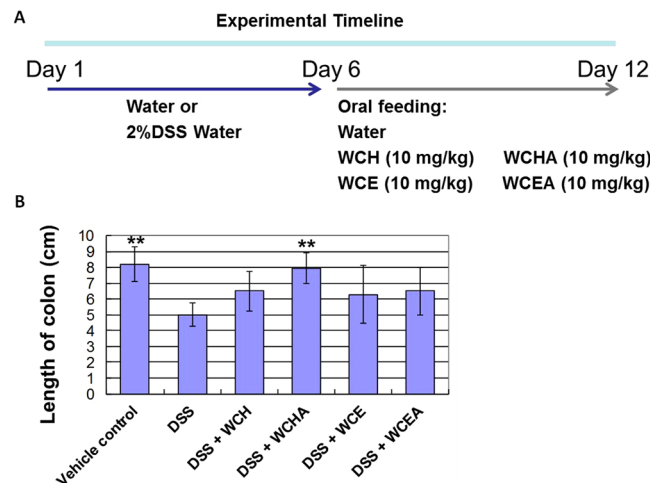 A
Experimental Timeline
Day 1 Day 6 Day 12
Water or
2%DSS Water
Oral feeding:
Water
WCH (10 mg/kg) WCHA (10 mg/kg)
WCE (10 mg/kg) WCEA (10 mg/kg)
B
Length of colon (cm)
10
9
8
7
6
5
4
3
2
1
0
** **
Vehicle control
DSS
DSS + WCH
DSS + WCHA
DSS + WCE
DSS + WCEA